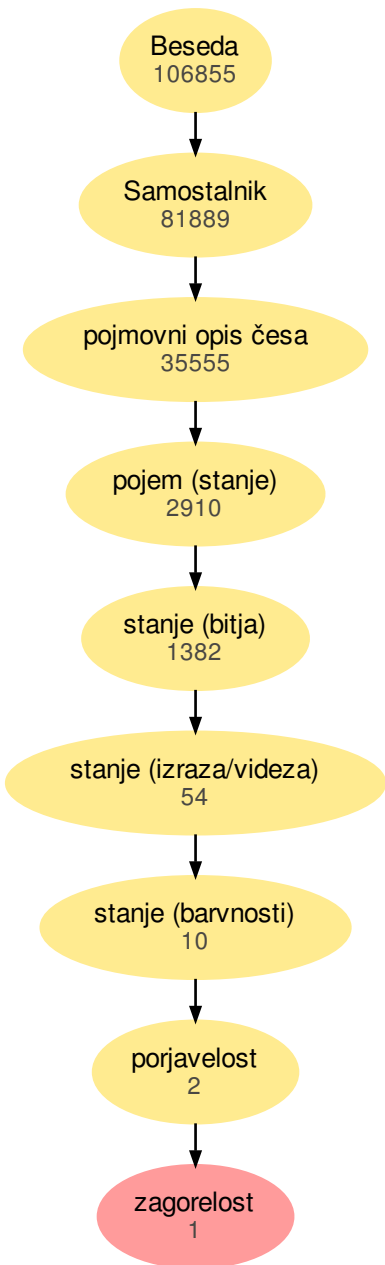 Beseda
106855
Samostalnik
81889
pojmovni opis česa
35555
pojem (stanje)
2910
stanje (bitja)
1382
stanje (izraza/videza)
54
stanje (barvnosti)
10
porjavelost
2
zagorelost
1